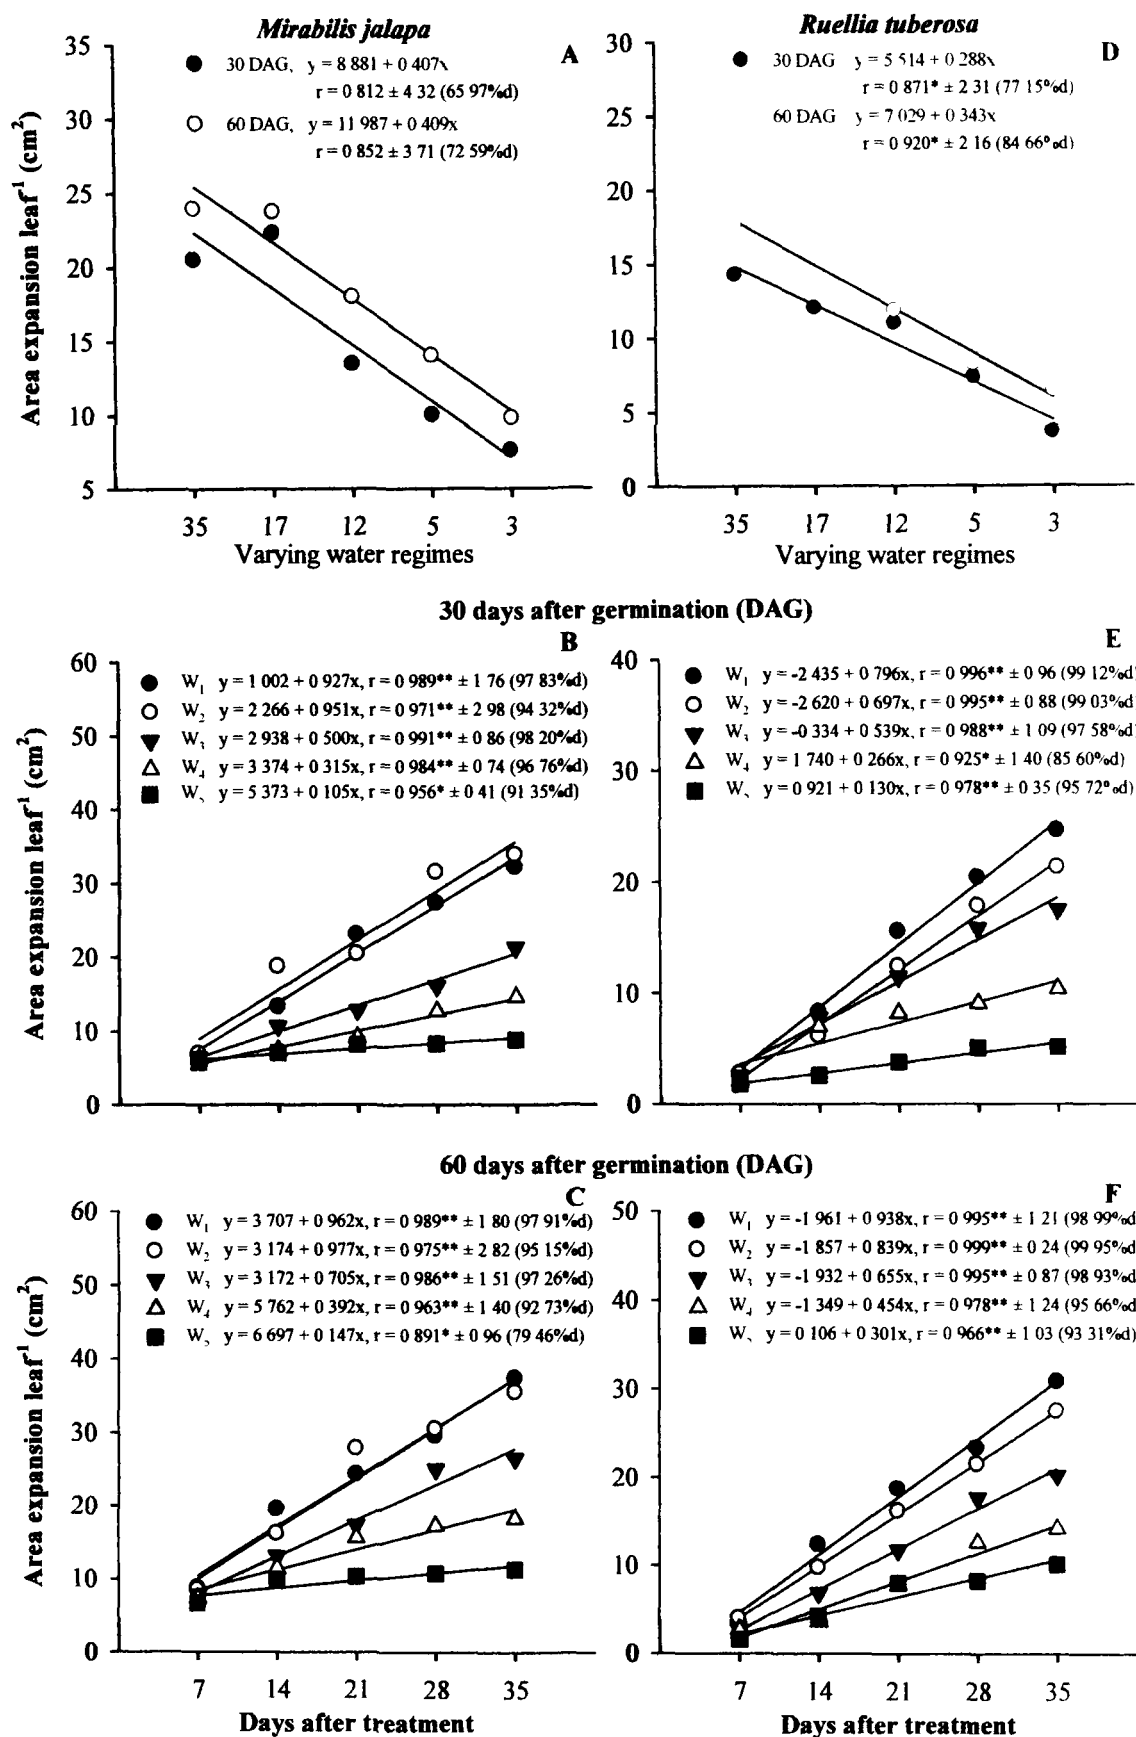 Mirabilis jalapa
Ruellia tuberosa
A
30 DAG, y = 8 881 + 0 407x
r = 0 812 ± 4 32 (65 97%d)
60 DAG, y = 11 987 + 0 409x
r = 0 852 ± 3 71 (72 59%d)
D
30 DAG y = 5 514 + 0 288x
r = 0 871* ± 2 31 (77 15%d)
60 DAG y = 7 029 + 0 343x
r = 0 920* ± 2 16 (84 66%d)
Area expansion leaf⁻¹ (cm²)
35
30
25
20
15
10
5
35 17 12 5 3
Varying water regimes
30
25
20
15
10
5
0
35 17 12 5 3
Varying water regimes
30 days after germination (DAG)
B
W₁ y = 1 002 + 0 927x, r = 0 989** ± 1 76 (97 83%d)
W₂ y = 2 266 + 0 951x, r = 0 971** ± 2 98 (94 32%d)
W₃ y = 2 938 + 0 500x, r = 0 991** ± 0 86 (98 20%d)
W₄ y = 3 374 + 0 315x, r = 0 984** ± 0 74 (96 76%d)
W y = 5 373 + 0 105x, r = 0 956* ± 0 41 (91 35%d)
Area expansion leaf⁻¹ (cm²)
60
50
40
30
20
10
0
E
W₁ y = -2 435 + 0 796x, r = 0 996** ± 0 96 (99 12%d)
W₂ y = -2 620 + 0 697x, r = 0 995** ± 0 88 (99 03%d)
W₃ y = -0 334 + 0 539x, r = 0 988** ± 1 09 (97 58%d)
W₄ y = 1 740 + 0 266x, r = 0 925* ± 1 40 (85 60%d)
W y = 0 921 + 0 130x, r = 0 978** ± 0 35 (95 72%d)
40
30
20
10
0
60 days after germination (DAG)
C
W₁ y = 3 707 + 0 962x, r = 0 989** ± 1 80 (97 91%d)
W₂ y = 3 174 + 0 977x, r = 0 975** ± 2 82 (95 15%d)
W₃ y = 3 172 + 0 705x, r = 0 986** ± 1 51 (97 26%d)
W₄ y = 5 762 + 0 392x, r = 0 963** ± 1 40 (92 73%d)
W y = 6 697 + 0 147x, r = 0 891* ± 0 96 (79 46%d)
Area expansion leaf⁻¹ (cm²)
60
50
40
30
20
10
0
7 14 21 28 35
Days after treatment
F
W₁ y = -1 961 + 0 938x, r = 0 995** ± 1 21 (98 99%d
W₂ y = -1 857 + 0 839x, r = 0 999** ± 0 24 (99 95%d
W₃ y = -1 932 + 0 655x, r = 0 995** ± 0 87 (98 93%d
W₄ y = -1 349 + 0 454x, r = 0 978** ± 1 24 (95 66%d
W y = 0 106 + 0 301x, r = 0 966** ± 1 03 (93 31%d
50
40
30
20
10
0
7 14 21 28 35
Days after treatment